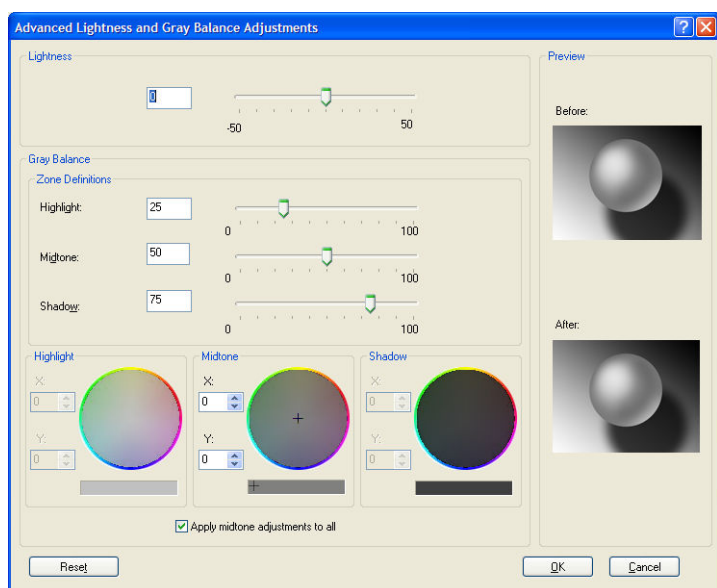 Advanced Lightness and Gray Balance Adjustments
Lightness
0
-50 50
Gray Balance
Zone Definitions
Highlight: 25
0 100
Midtone: 50
0 100
Shadow: 75
0 100
Highlight
X:
0
Y:
0
Midtone
X:
0
Y:
0
Shadow
X:
0
Y:
0
Apply midtone adjustments to all
Preview
Before:
After:
Reset
OK
Cancel